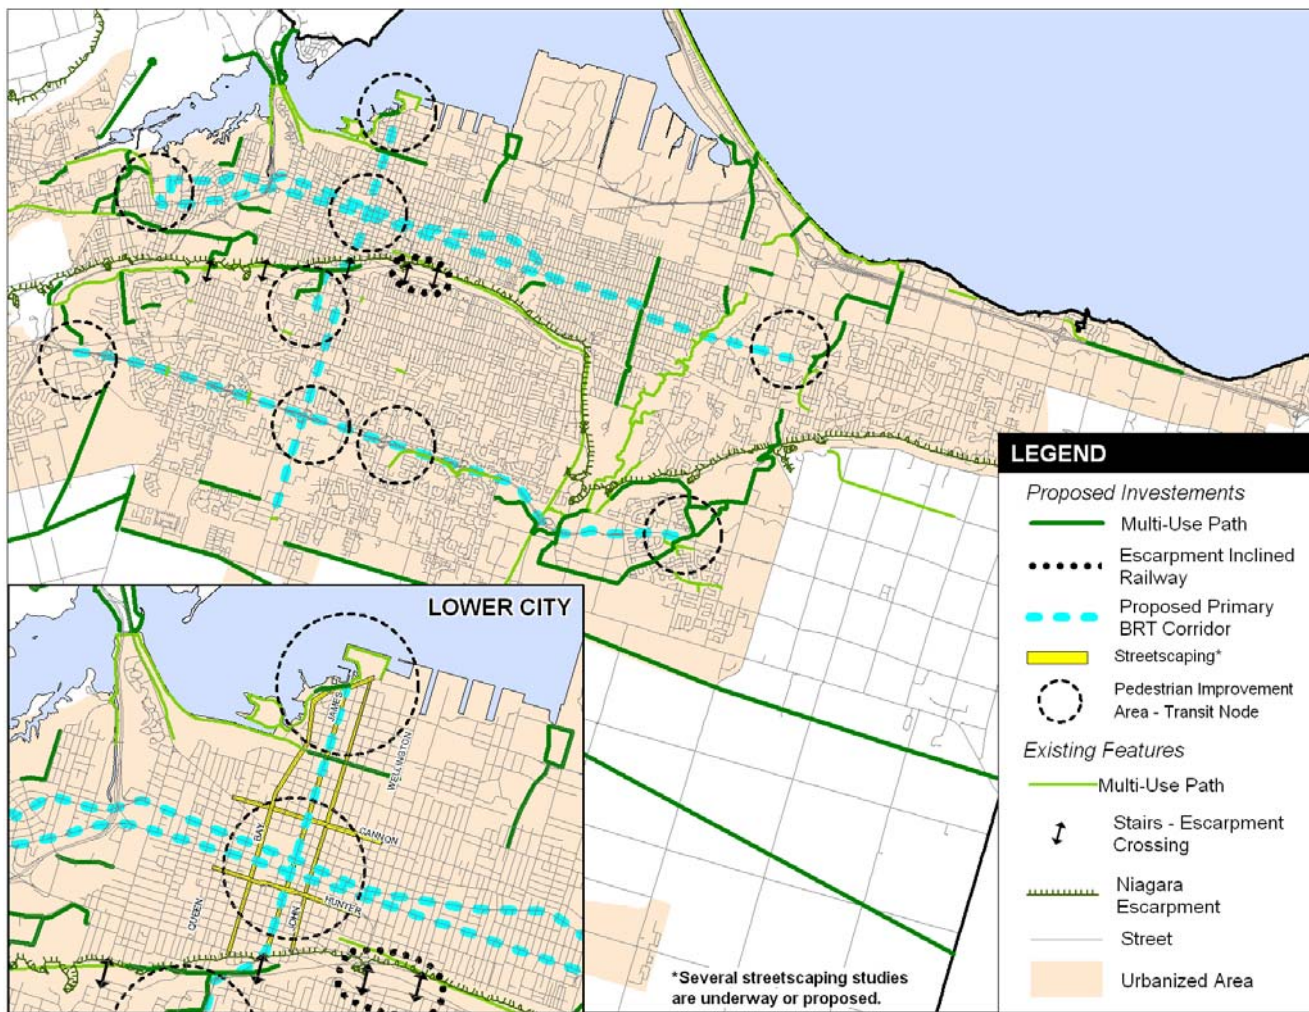 LEGEND
Proposed Investements
Multi-Use Path
Escarpment Inclined
Railway
Proposed Primary
BRT Corridor
Streetscaping*
Pedestrian Improvement
Area - Transit Node
Existing Features
Multi-Use Path
Stairs - Escarpment
Crossing
Niagara
Escarpment
Street
Urbanized Area
LOWER CITY
JAMES
WELLINGTON
BAY
CANNON
QUEEN
JOHN
HUNTER
*Several streetscaping studies
are underway or proposed.